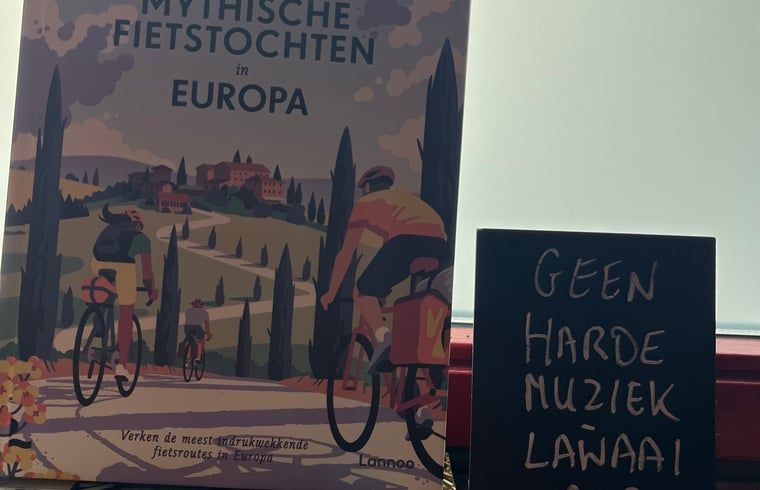 MYTHISCHE
FIETSTOCHTEN
in
EUROPA
Verken de meest indrukwekkende
fietsroutes in Europa
Lannoo
GEEN
HARDE
MUZIEK
LAWAAI